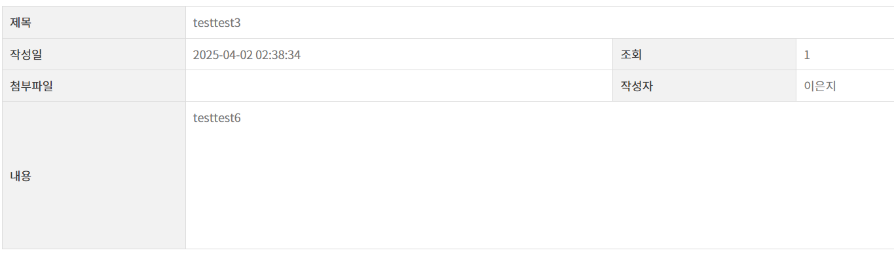 제목 testtest3
작성일 2025-04-02 02:38:34 조회 1
첨부파일 작성자 이은지
testtest6
내용